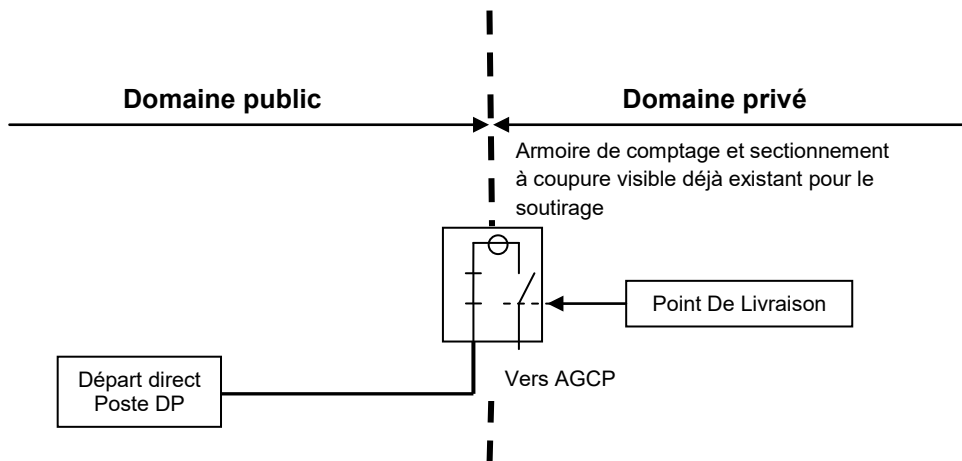 Domaine public
Domaine privé
Armoire de comptage et sectionnement
à coupure visible déjà existant pour le
soutirage
Point De Livraison
Départ direct
Poste DP
Vers AGCP